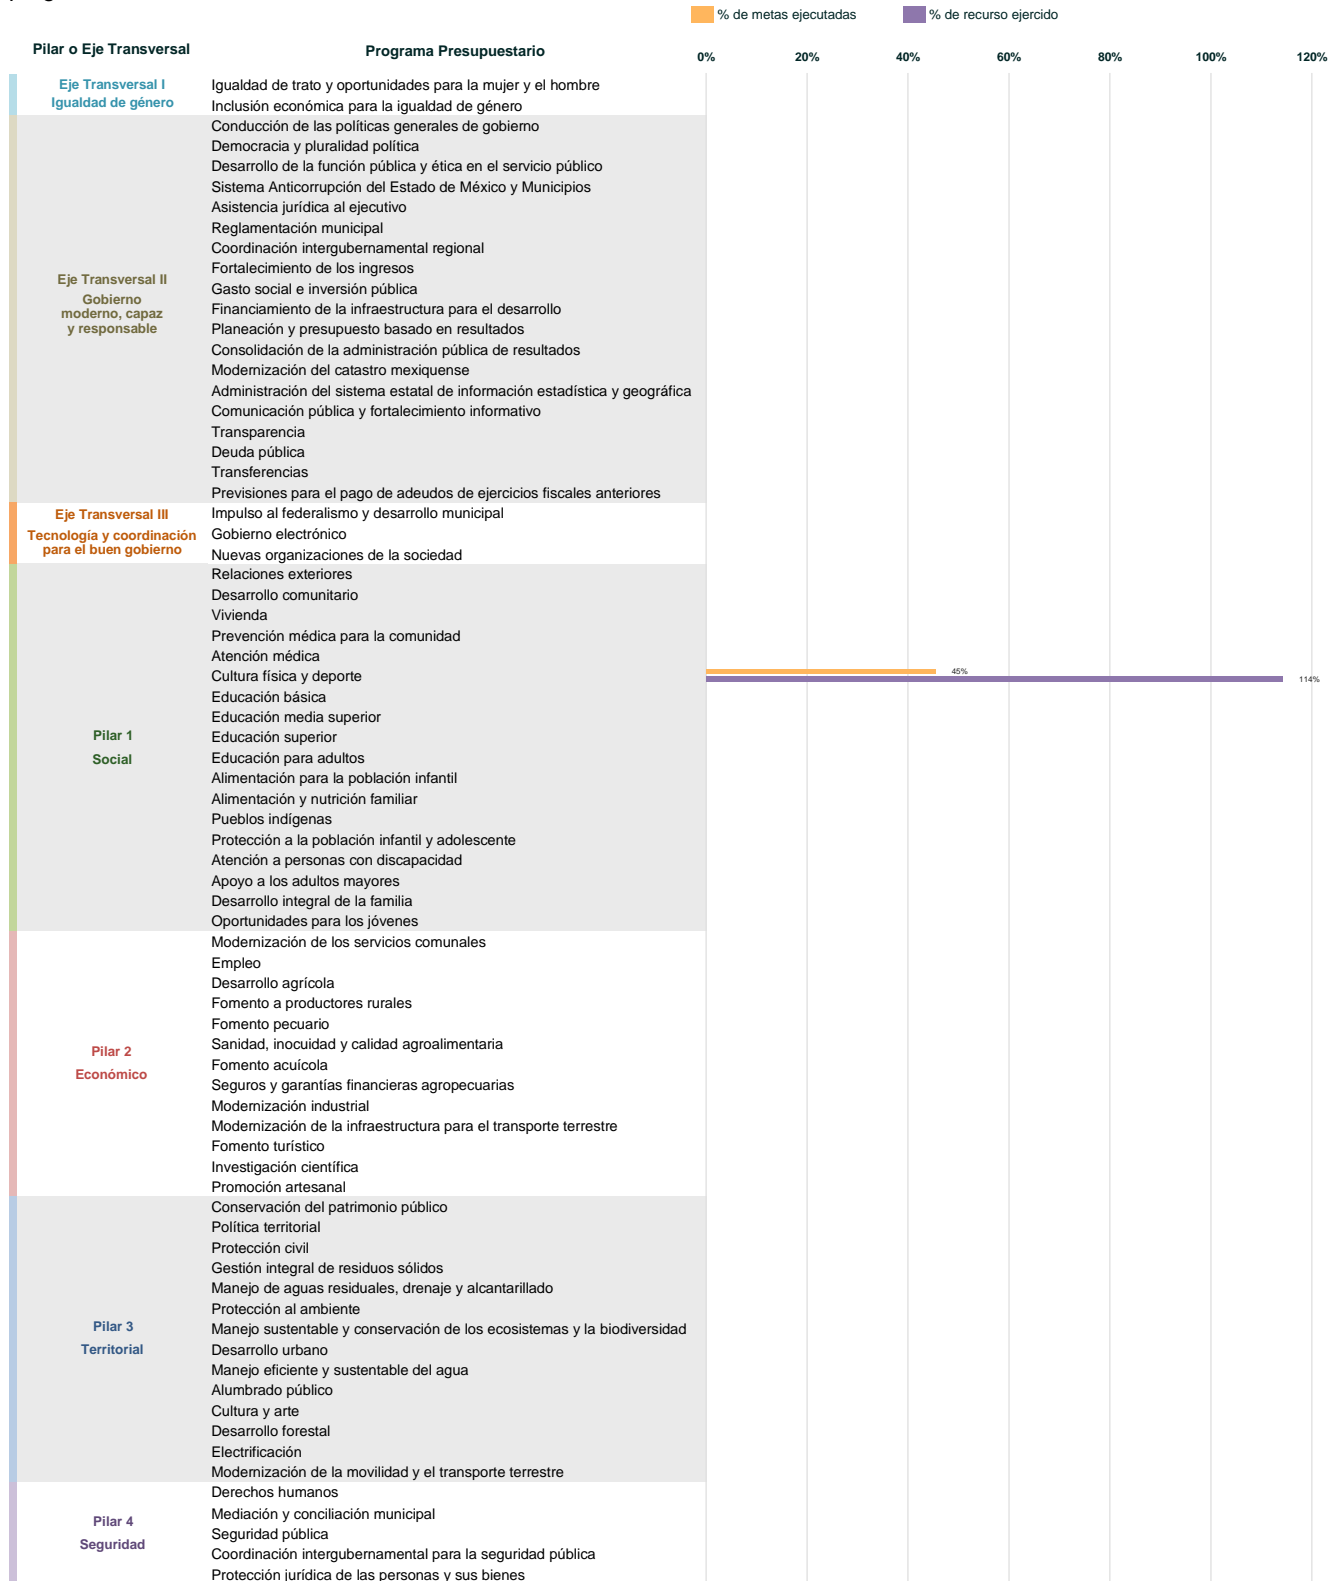 % de metas ejecutadas % de recurso ejercido
Pilar o Eje Transversal Programa Presupuestario 0% 20% 40% 60% 80% 100% 120%
Eje Transversal I
Igualdad de género
Igualdad de trato y oportunidades para la mujer y el hombre
Inclusión económica para la igualdad de género
Eje Transversal II
Gobierno
moderno, capaz
y responsable
Conducción de las políticas generales de gobierno
Democracia y pluralidad política
Desarrollo de la función pública y ética en el servicio público
Sistema Anticorrupción del Estado de México y Municipios
Asistencia jurídica al ejecutivo
Reglamentación municipal
Coordinación intergubernamental regional
Fortalecimiento de los ingresos
Gasto social e inversión pública
Financiamiento de la infraestructura para el desarrollo
Planeación y presupuesto basado en resultados
Consolidación de la administración pública de resultados
Modernización del catastro mexiquense
Administración del sistema estatal de información estadística y geográfica
Comunicación pública y fortalecimiento informativo
Transparencia
Deuda pública
Transferencias
Previsiones para el pago de adeudos de ejercicios fiscales anteriores
Eje Transversal III
Tecnología y coordinación
para el buen gobierno
Impulso al federalismo y desarrollo municipal
Gobierno electrónico
Nuevas organizaciones de la sociedad
Pilar 1
Social
Relaciones exteriores
Desarrollo comunitario
Vivienda
Prevención médica para la comunidad
Atención médica
Cultura física y deporte
45%
114%
Educación básica
Educación media superior
Educación superior
Educación para adultos
Alimentación para la población infantil
Alimentación y nutrición familiar
Pueblos indígenas
Protección a la población infantil y adolescente
Atención a personas con discapacidad
Apoyo a los adultos mayores
Desarrollo integral de la familia
Oportunidades para los jóvenes
Pilar 2
Económico
Modernización de los servicios comunales
Empleo
Desarrollo agrícola
Fomento a productores rurales
Fomento pecuario
Sanidad, inocuidad y calidad agroalimentaria
Fomento acuícola
Seguros y garantías financieras agropecuarias
Modernización industrial
Modernización de la infraestructura para el transporte terrestre
Fomento turístico
Investigación científica
Promoción artesanal
Pilar 3
Territorial
Conservación del patrimonio público
Política territorial
Protección civil
Gestión integral de residuos sólidos
Manejo de aguas residuales, drenaje y alcantarillado
Protección al ambiente
Manejo sustentable y conservación de los ecosistemas y la biodiversidad
Desarrollo urbano
Manejo eficiente y sustentable del agua
Alumbrado público
Cultura y arte
Desarrollo forestal
Electrificación
Modernización de la movilidad y el transporte terrestre
Pilar 4
Seguridad
Derechos humanos
Mediación y conciliación municipal
Seguridad pública
Coordinación intergubernamental para la seguridad pública
Protección jurídica de las personas y sus bienes